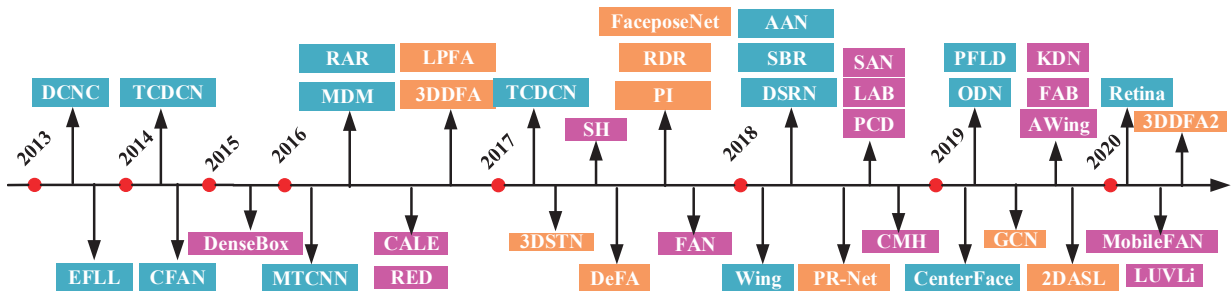 FaceposeNet
AAN
RAR
LPFA
RDR
SBR
SAN
PFLD
KDN
DCNC
TCDCN
MDM
3DDFA
TCDCN
PI
DSRN
LAB
ODN
FAB
Retina
SH
PCD
AWing
3DDFA2
2013
2014
2015
2016
2017
2018
2019
2020
DenseBox
CALE
3DSTN
FAN
CMH
GCN
MobileFAN
EFLL
CFAN
MTCNN
RED
DeFA
Wing
PR-Net
CenterFace
2DASL
LUVLi